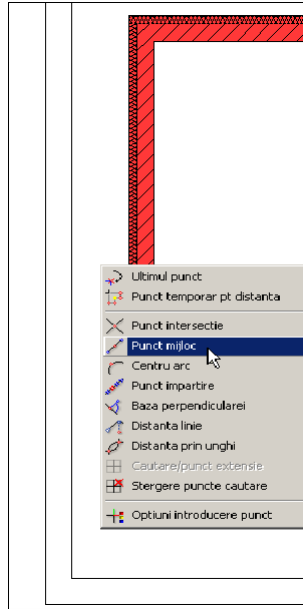 Ultimul punct
Punct temporar pt distanta
Punct intersectie
Punct mijloc
Centru arc
Punct impartire
Baza perpendicularei
Distanta linie
Distanta prin unghi
Cautare/punct extensie
Stergere puncte cautare
Optiuni introducere punct